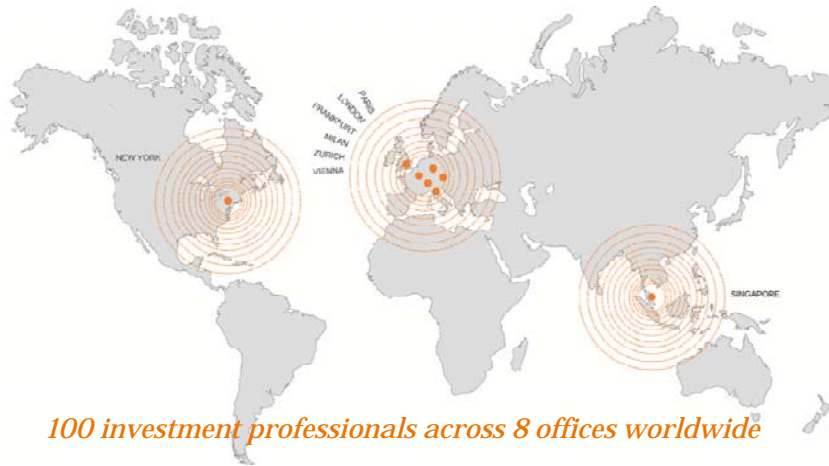 PARIS
LONDON
FRANKFURT
MILAN
ZURICH
VIENNA
NEW YORK
SINGAPORE
100 investment professionals across 8 offices worldwide